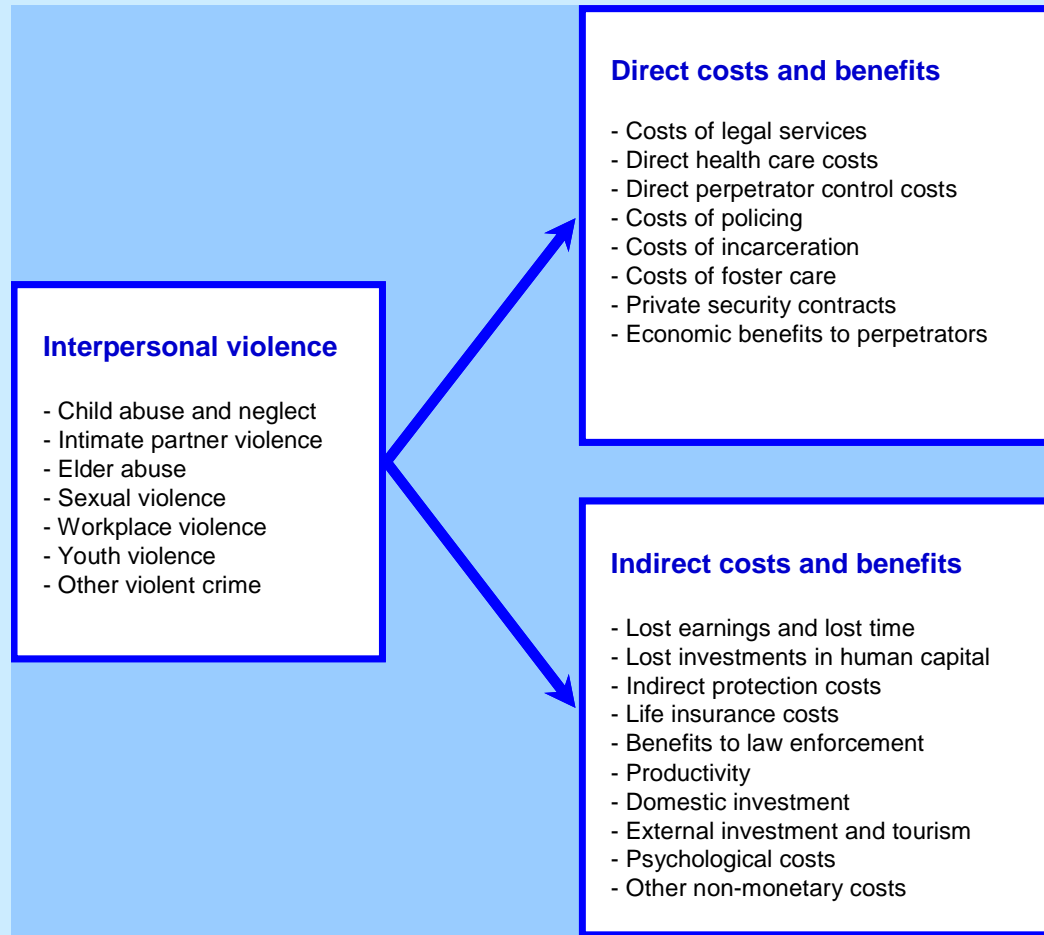 Direct costs and benefits
- Costs of legal services
- Direct health care costs
- Direct perpetrator control costs
- Costs of policing
- Costs of incarceration
- Costs of foster care
- Private security contracts
- Economic benefits to perpetrators
Interpersonal violence
- Child abuse and neglect
- Intimate partner violence
- Elder abuse
- Sexual violence
- Workplace violence
- Youth violence
- Other violent crime
Indirect costs and benefits
- Lost earnings and lost time
- Lost investments in human capital
- Indirect protection costs
- Life insurance costs
- Benefits to law enforcement
- Productivity
- Domestic investment
- External investment and tourism
- Psychological costs
- Other non-monetary costs